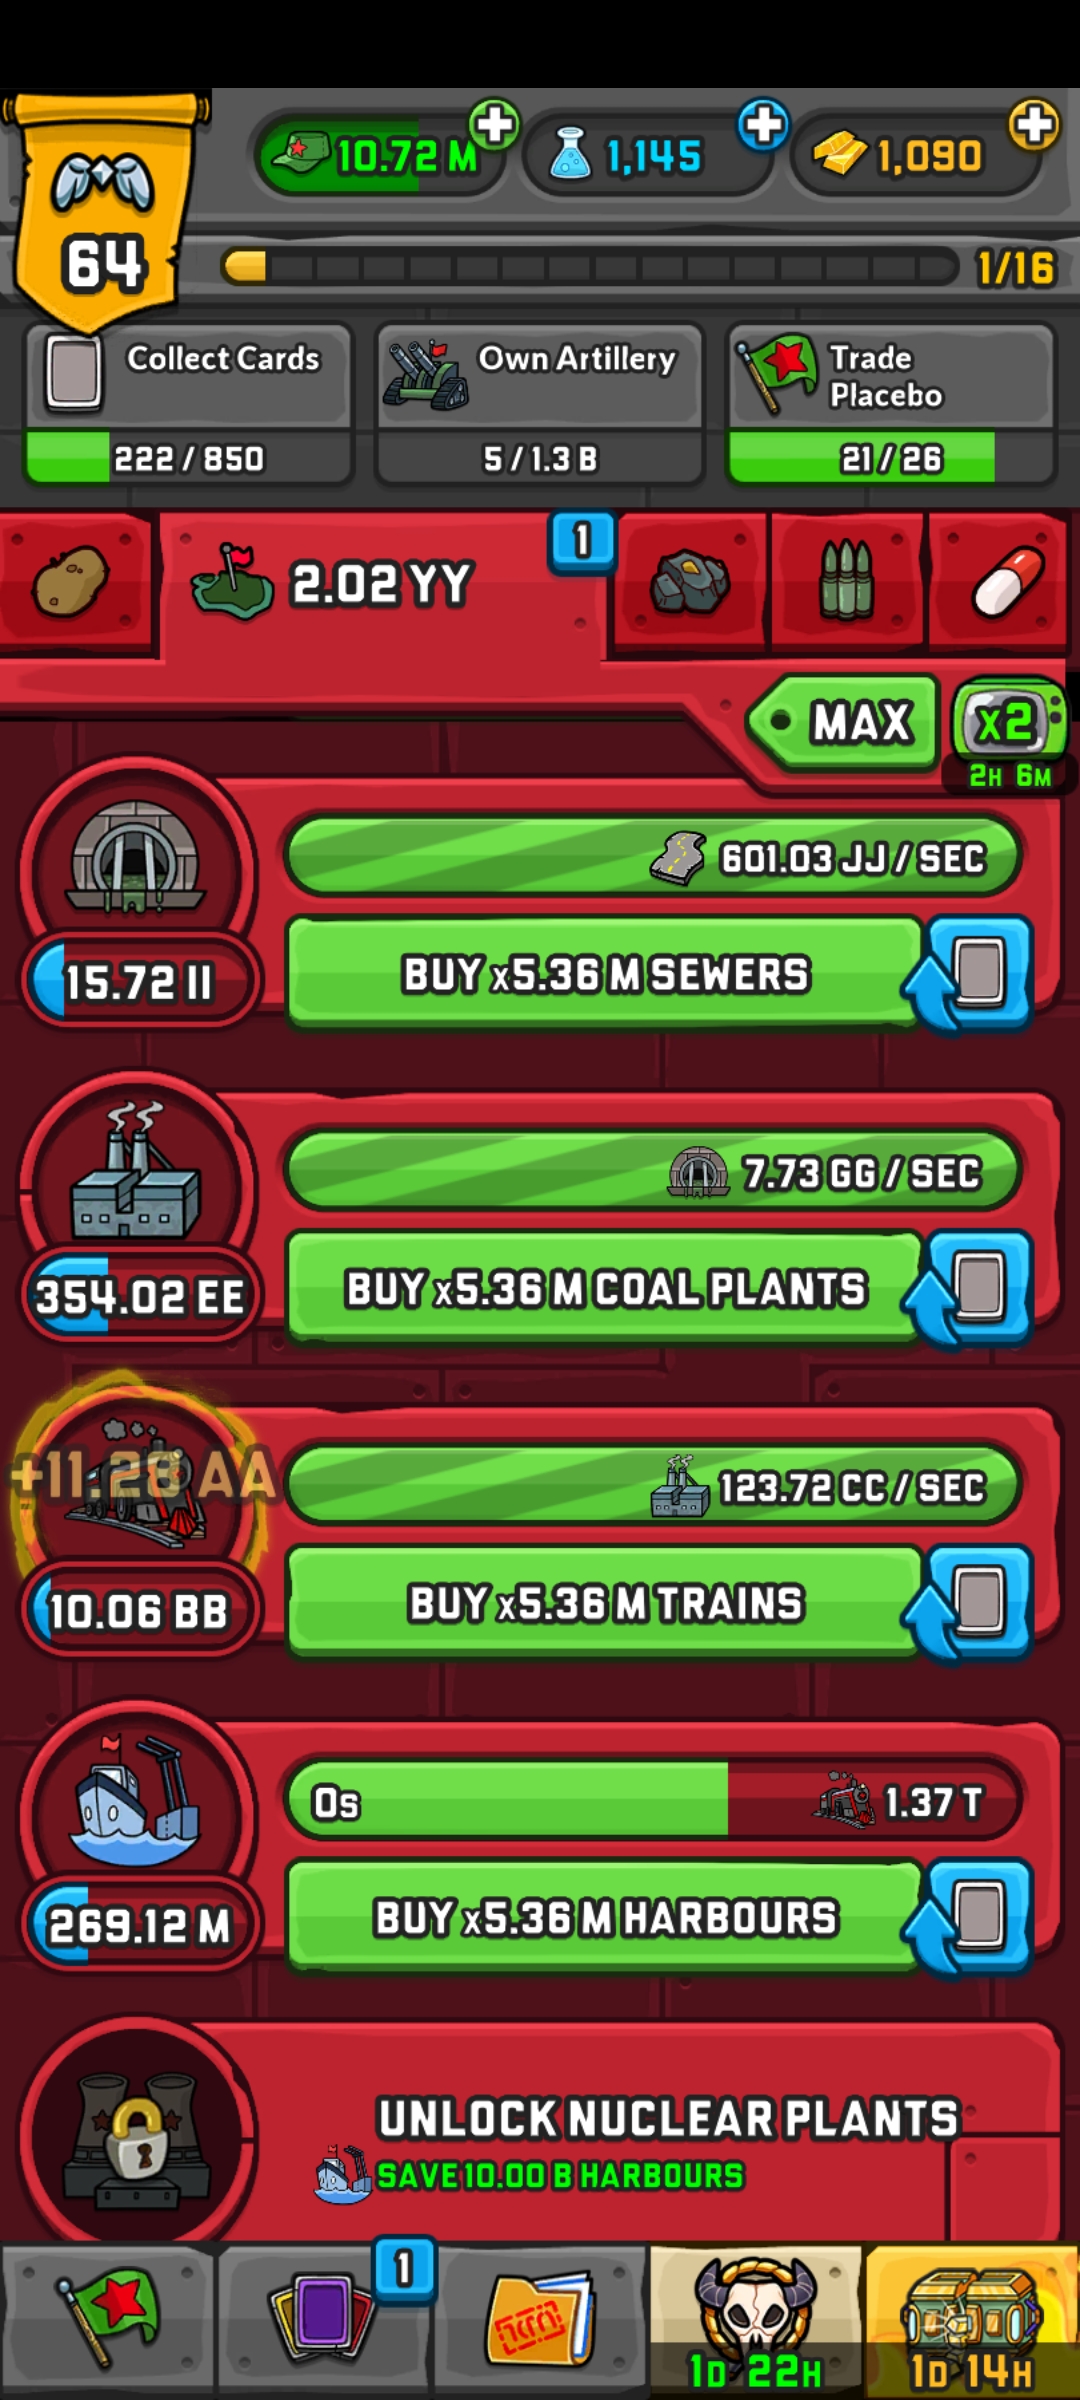 10.72 M
1,145
1,090
64
1/16
Collect Cards
222 / 850
Own Artillery
5 / 1.3 B
Trade
Placebo
21 / 26
2.02 YY
1
MAX
x2
2H 6M
601.03 JJ / SEC
15.72 II
BUY x5.36 M SEWERS
7.73 GG / SEC
354.02 EE
BUY x5.36 M COAL PLANTS
+11.28 AA
123.72 CC / SEC
10.06 BB
BUY x5.36 M TRAINS
0s
1.37 T
269.12 M
BUY x5.36 M HARBOURS
UNLOCK NUCLEAR PLANTS
SAVE 10.00 B HARBOURS
1
1D 22H
1D 14H